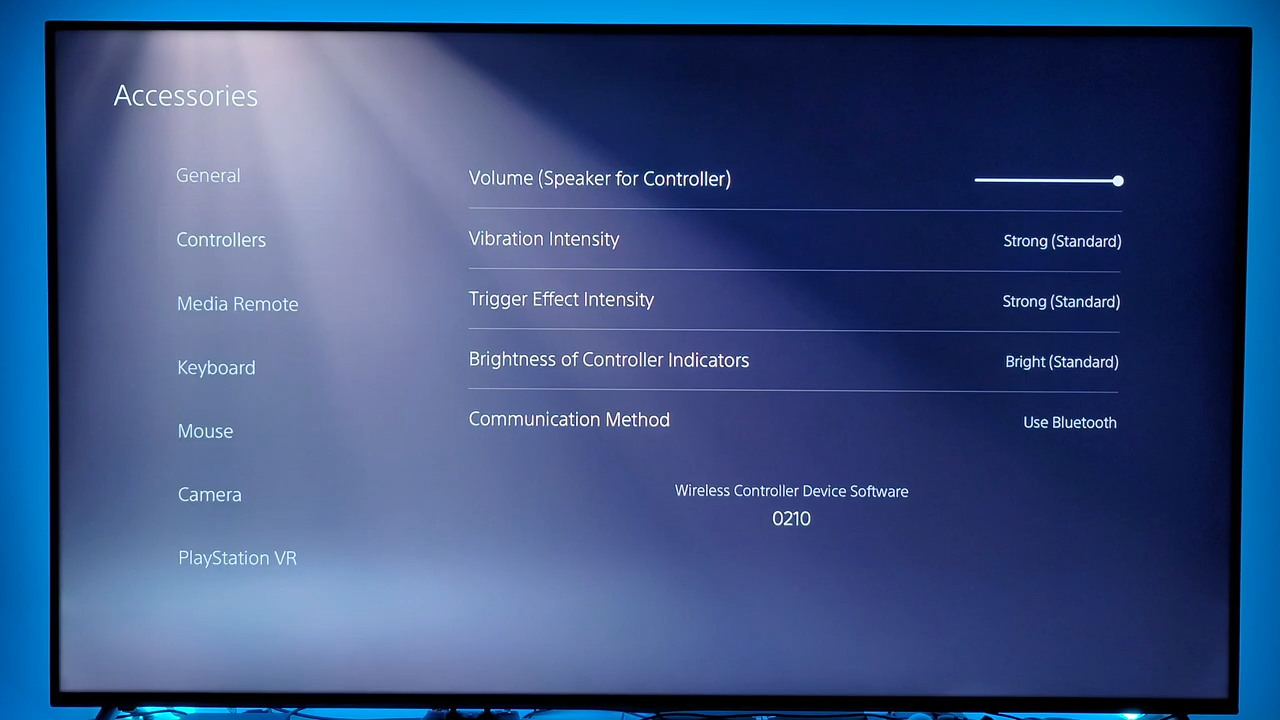 Accessories
General
Controllers
Media Remote
Keyboard
Mouse
Camera
PlayStation VR
Volume (Speaker for Controller)
Vibration Intensity Strong (Standard)
Trigger Effect Intensity Strong (Standard)
Brightness of Controller Indicators Bright (Standard)
Communication Method Use Bluetooth
Wireless Controller Device Software
0210